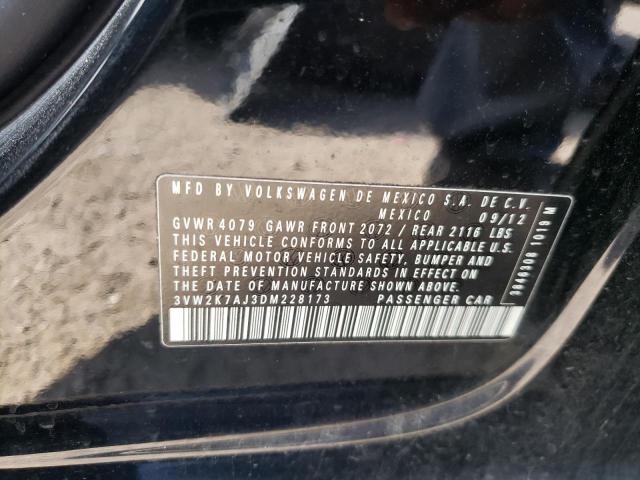 MFD BY VOLKSWAGEN DE MEXICO S.A. DE C.V.
MEXICO 09/12
GVWR 4079 GAWR FRONT 2072 / REAR 2116 LBS
THIS VEHICLE CONFORMS TO ALL APPLICABLE U.S.
FEDERAL MOTOR VEHICLE SAFETY, BUMPER AND
THEFT PREVENTION STANDARDS IN EFFECT ON
THE DATE OF MANUFACTURE SHOWN ABOVE.
3VW2K7AJ3DM228173 PASSENGER CAR
1010 M